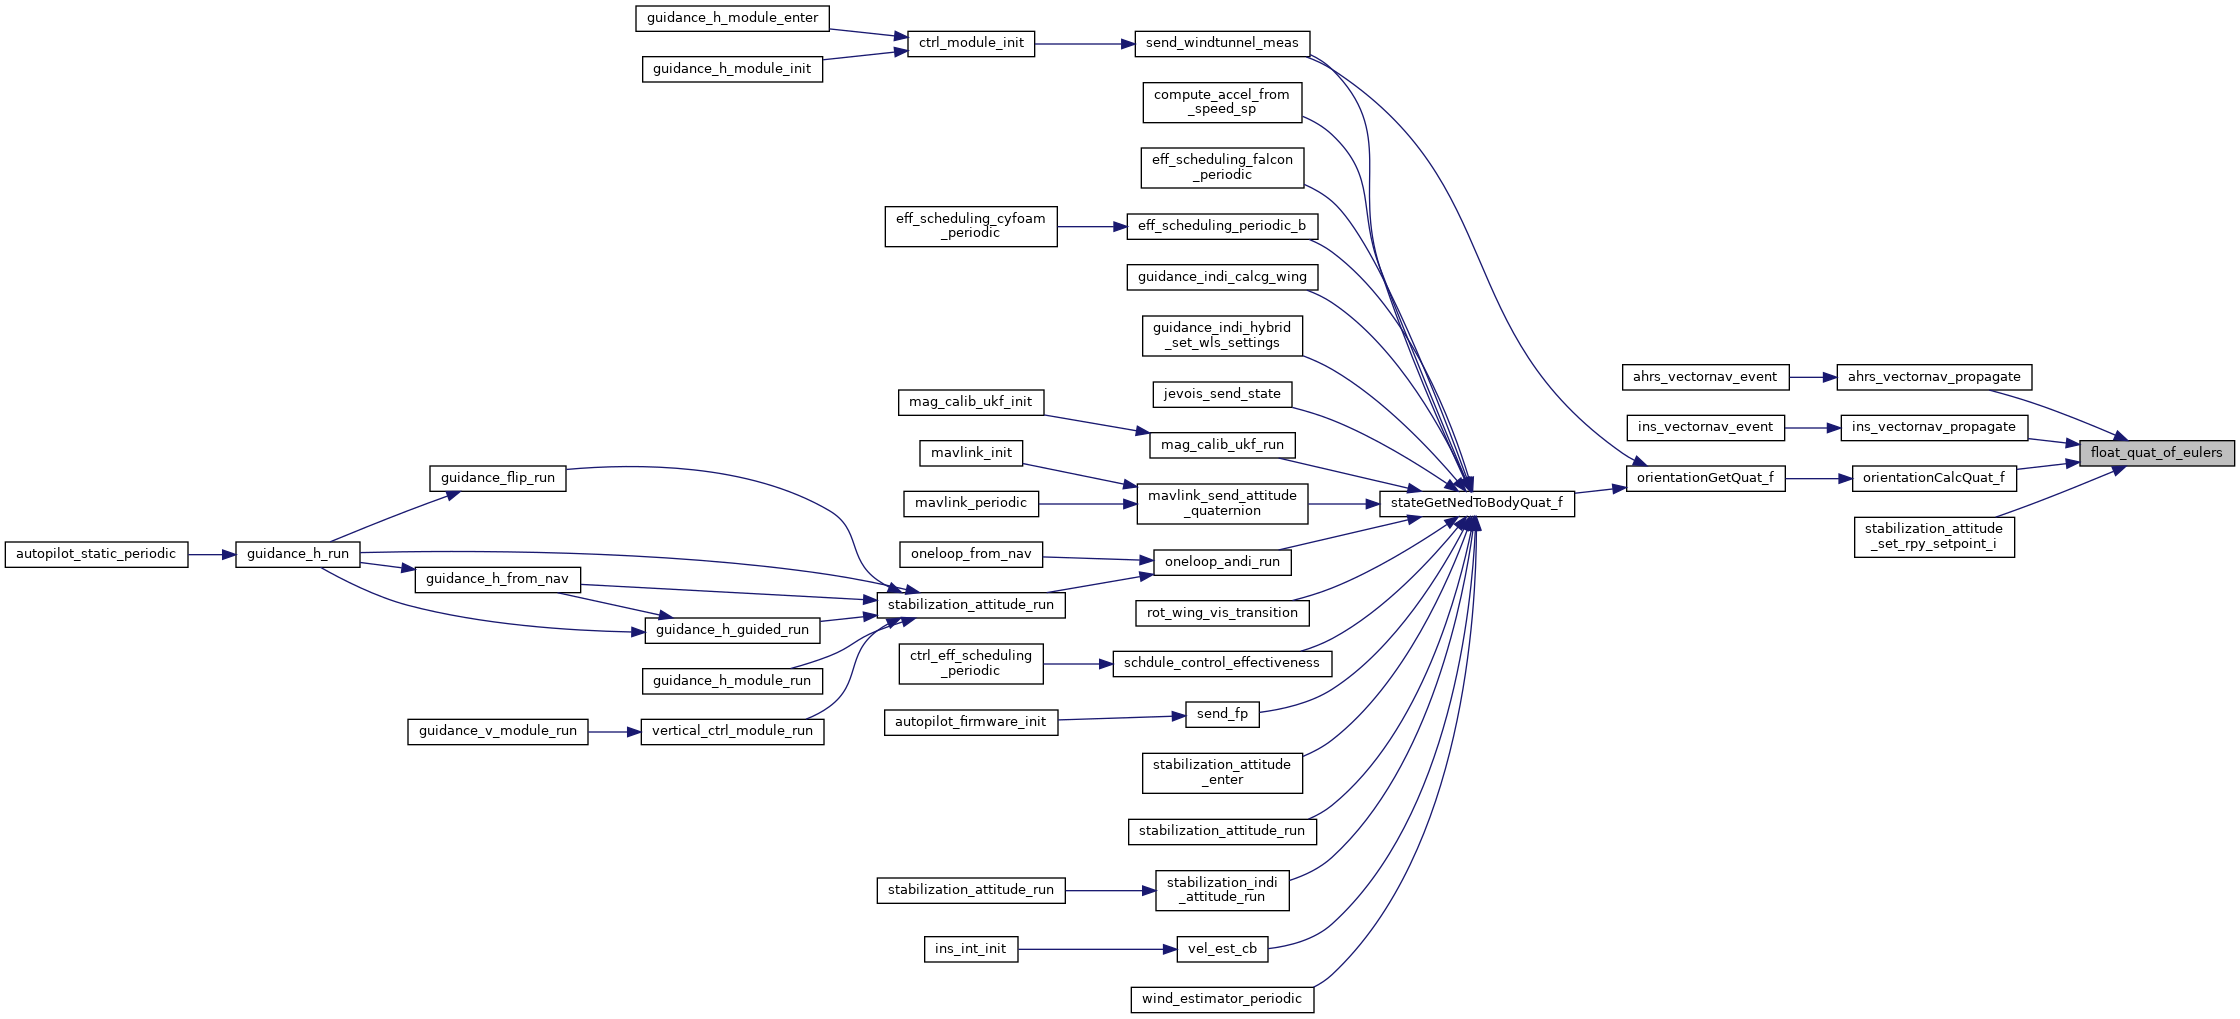 guidance_h_module_enter
guidance_h_module_init
ctrl_module_init
send_windtunnel_meas
compute_accel_from
_speed_sp
eff_scheduling_falcon
_periodic
eff_scheduling_cyfoam
_periodic
eff_scheduling_periodic_b
guidance_indi_calcg_wing
guidance_indi_hybrid
_set_wls_settings
jevois_send_state
mag_calib_ukf_init
mag_calib_ukf_run
mavlink_init
mavlink_periodic
mavlink_send_attitude
_quaternion
oneloop_from_nav
oneloop_andi_run
guidance_flip_run
autopilot_static_periodic
guidance_h_run
guidance_h_from_nav
stabilization_attitude_run
guidance_h_guided_run
guidance_h_module_run
guidance_v_module_run
vertical_ctrl_module_run
rot_wing_vis_transition
ctrl_eff_scheduling
_periodic
schdule_control_effectiveness
autopilot_firmware_init
send_fp
stabilization_attitude
_enter
stabilization_attitude_run
stabilization_attitude_run
stabilization_indi
_attitude_run
ins_int_init
vel_est_cb
wind_estimator_periodic
stateGetNedToBodyQuat_f
ahrs_vectornav_event
ahrs_vectornav_propagate
ins_vectornav_event
ins_vectornav_propagate
orientationGetQuat_f
orientationCalcQuat_f
stabilization_attitude
_set_rpy_setpoint_i
float_quat_of_eulers